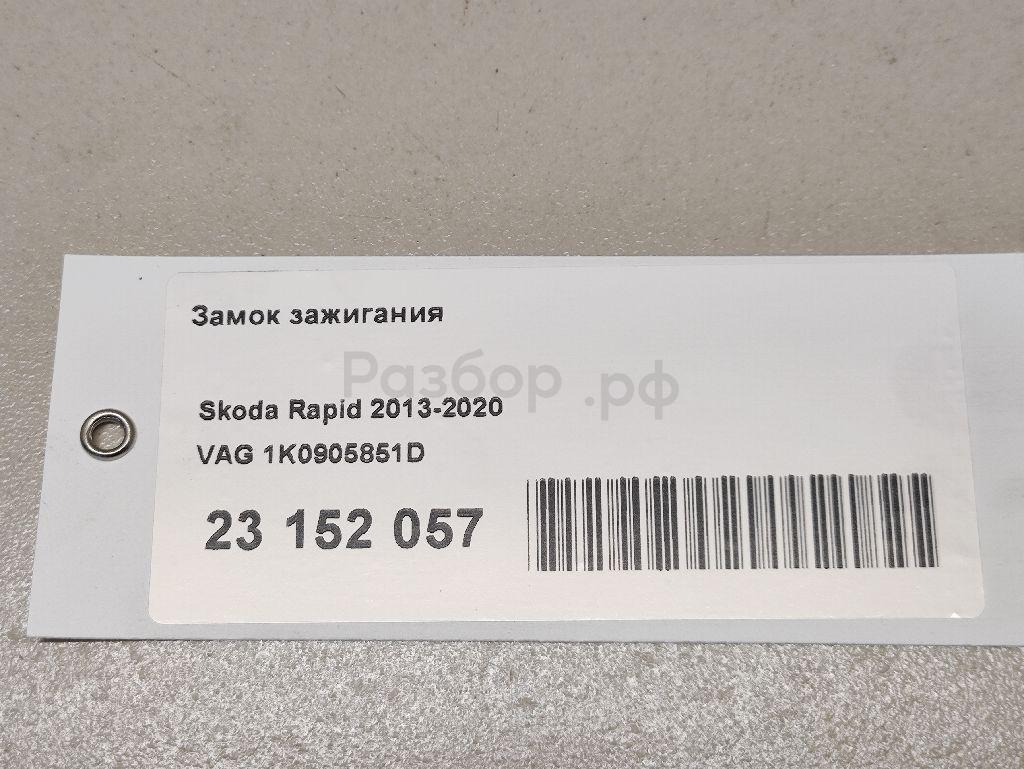 Замок зажигания
Разбор.рф
Skoda Rapid 2013-2020
VAG 1K0905851D
23 152 057